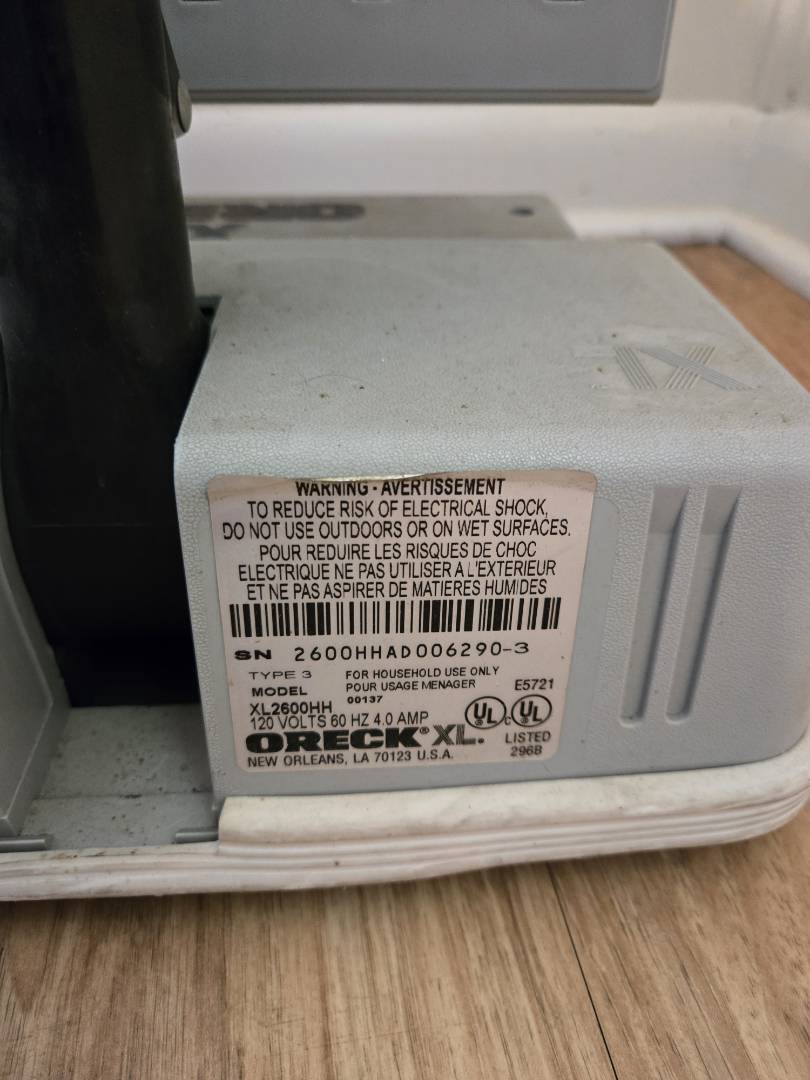 WARNING - AVERTISSEMENT
TO REDUCE RISK OF ELECTRICAL SHOCK,
DO NOT USE OUTDOORS OR ON WET SURFACES.
POUR REDUIRE LES RISQUES DE CHOC
ELECTRIQUE NE PAS UTILISER A L'EXTERIEUR
ET NE PAS ASPIRER DE MATIERES HUMIDES
SN 2600HHAD006290-3
TYPE 3 FOR HOUSEHOLD USE ONLY
MODEL POUR USAGE MENAGER E5721
XL2600HH 00137
120 VOLTS 60 HZ 4.0 AMP UL c UL
ORECK® XL. LISTED
NEW ORLEANS, LA 70123 U.S.A. 296B